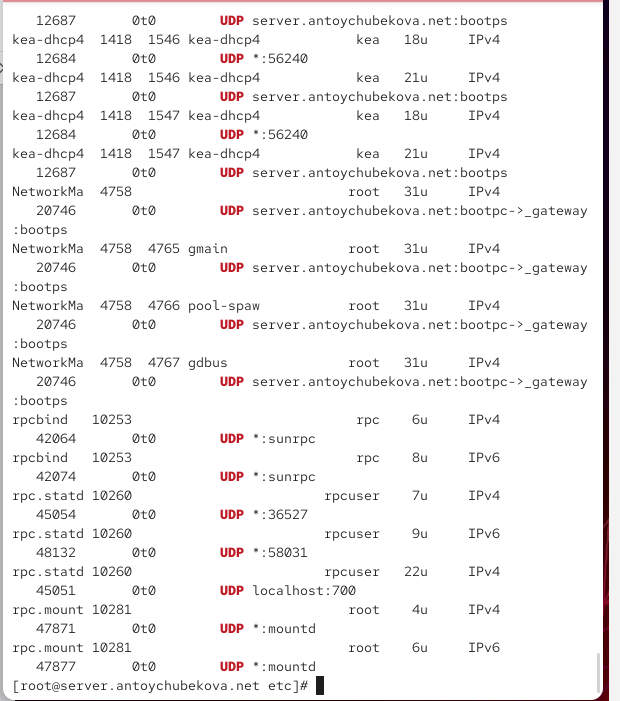 12687       0t0        UDP server.antoychubekova.net:bootps
kea-dhcp4  1418  1546 kea-dhcp4            kea   18u     IPv4
12684       0t0        UDP *:56240
kea-dhcp4  1418  1546 kea-dhcp4            kea   21u     IPv4
12687       0t0        UDP server.antoychubekova.net:bootps
kea-dhcp4  1418  1547 kea-dhcp4            kea   18u     IPv4
12684       0t0        UDP *:56240
kea-dhcp4  1418  1547 kea-dhcp4            kea   21u     IPv4
12687       0t0        UDP server.antoychubekova.net:bootps
NetworkMa  4758                           root   31u     IPv4
20746       0t0        UDP server.antoychubekova.net:bootpc->_gateway
:bootps
NetworkMa  4758  4765 gmain               root   31u     IPv4
20746       0t0        UDP server.antoychubekova.net:bootpc->_gateway
:bootps
NetworkMa  4758  4766 pool-spaw           root   31u     IPv4
20746       0t0        UDP server.antoychubekova.net:bootpc->_gateway
:bootps
NetworkMa  4758  4767 gdbus               root   31u     IPv4
20746       0t0        UDP server.antoychubekova.net:bootpc->_gateway
:bootps
rpcbind   10253                            rpc    6u     IPv4
42064       0t0        UDP *:sunrpc
rpcbind   10253                            rpc    8u     IPv6
42074       0t0        UDP *:sunrpc
rpc.statd 10260                        rpcuser    7u     IPv4
45054       0t0        UDP *:36527
rpc.statd 10260                        rpcuser    9u     IPv6
48132       0t0        UDP *:58031
rpc.statd 10260                        rpcuser   22u     IPv4
45051       0t0        UDP localhost:700
rpc.mount 10281                           root    4u     IPv4
47871       0t0        UDP *:mountd
rpc.mount 10281                           root    6u     IPv6
47877       0t0        UDP *:mountd
[root@server.antoychubekova.net etc]#